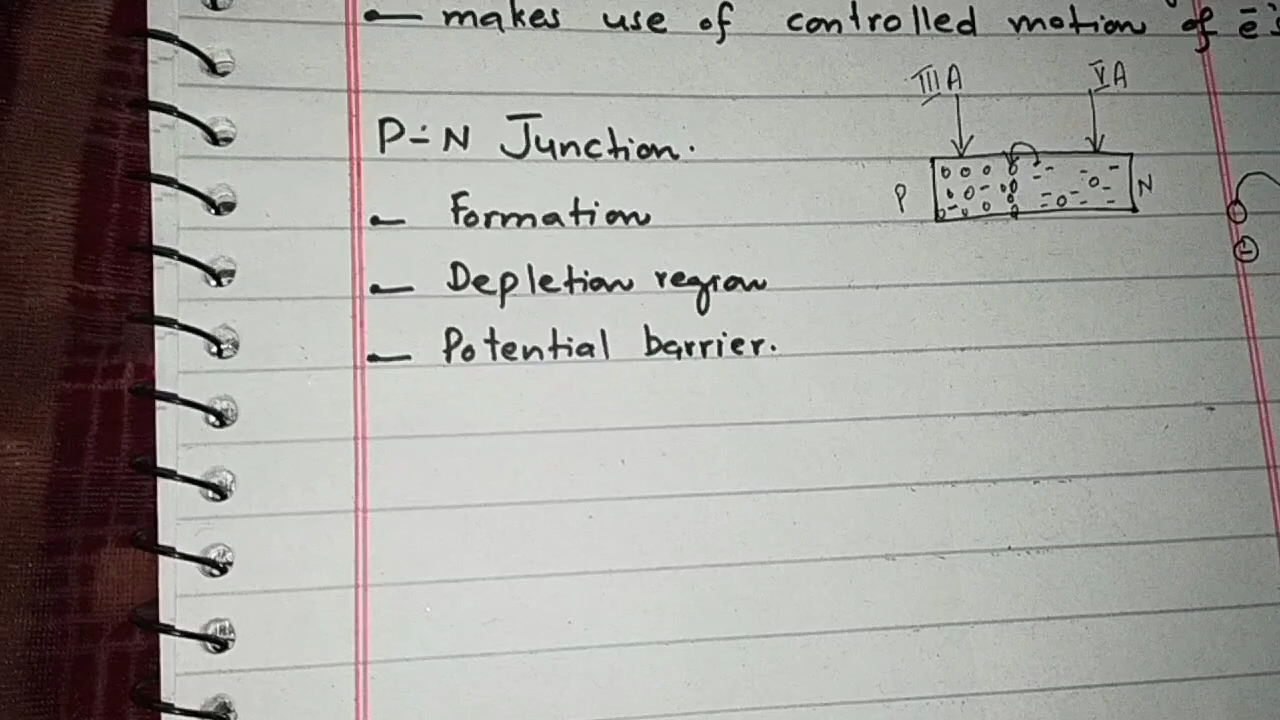 — makes use of controlled motion of ē's
III A
V A
P-N Junction.
P
N
— Formation
— Depletion region
— Potential barrier.